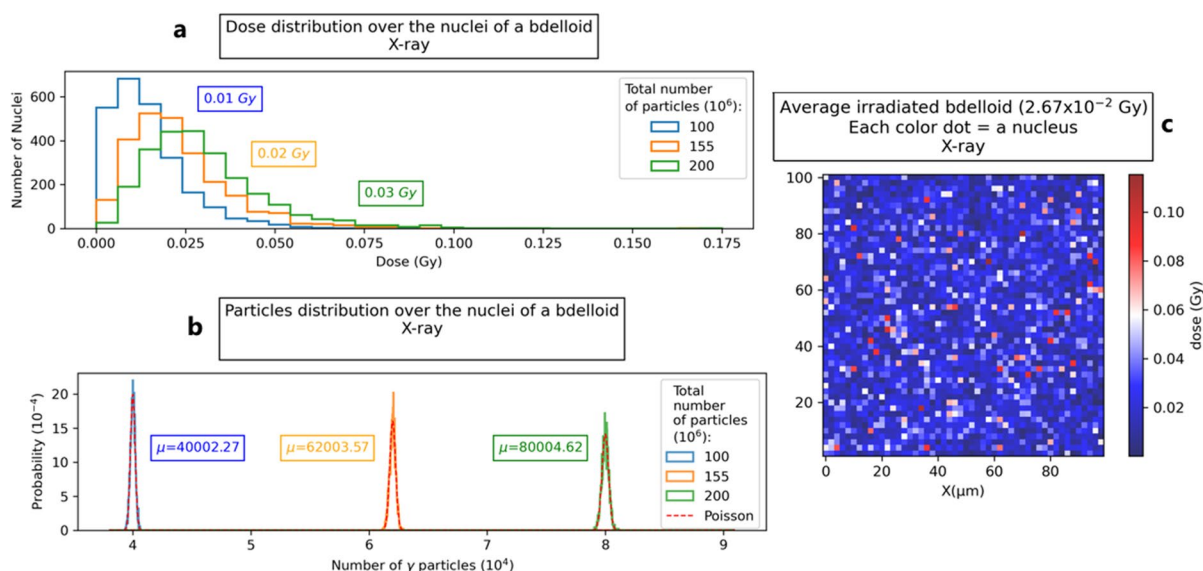 a
Dose distribution over the nuclei of a bdelloid
X-ray
Number of Nuclei
600
400
200
0
0.01 Gy
0.02 Gy
0.03 Gy
Total number
of particles (10⁶):
100
155
200
0.000 0.025 0.050 0.075 0.100 0.125 0.150 0.175
Dose (Gy)
b
Particles distribution over the nuclei of a bdelloid
X-ray
Probability (10⁻⁴)
20
15
10
5
0
μ=40002.27
μ=62003.57
μ=80004.62
Total
number
of particles
(10⁶):
100
155
200
Poisson
4 5 6 7 8 9
Number of γ particles (10⁴)
Average irradiated bdelloid (2.67x10⁻² Gy)
Each color dot = a nucleus
X-ray
c
100
80
60
40
20
0 20 40 60 80
X(μm)
0.10
0.08
0.06
0.04
0.02
dose (Gy)